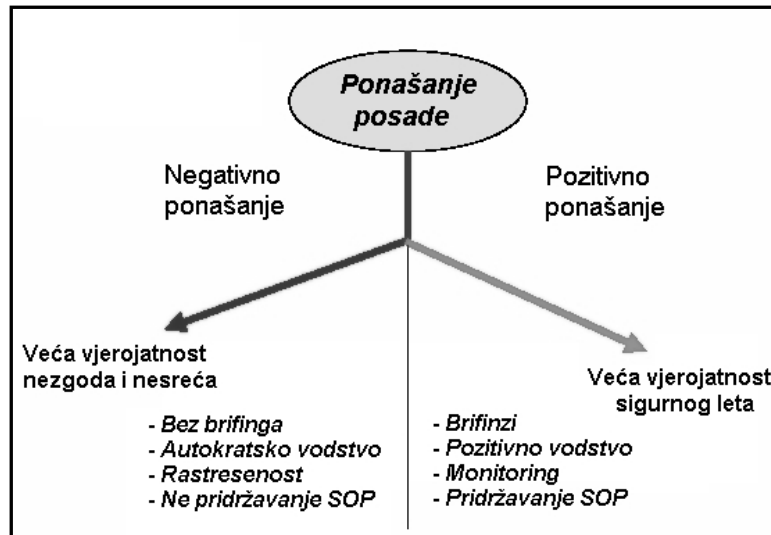 Ponašanje
posade
Negativno
ponašanje
Pozitivno
ponašanje
Veća vjerojatnost
nezgoda i nesreća
Veća vjerojatnost
sigurnog leta
- Bez brifinga
- Autokratsko vodstvo
- Rastresenost
- Ne pridržavanje SOP
- Brifinzi
- Pozitivno vodstvo
- Monitoring
- Pridržavanje SOP